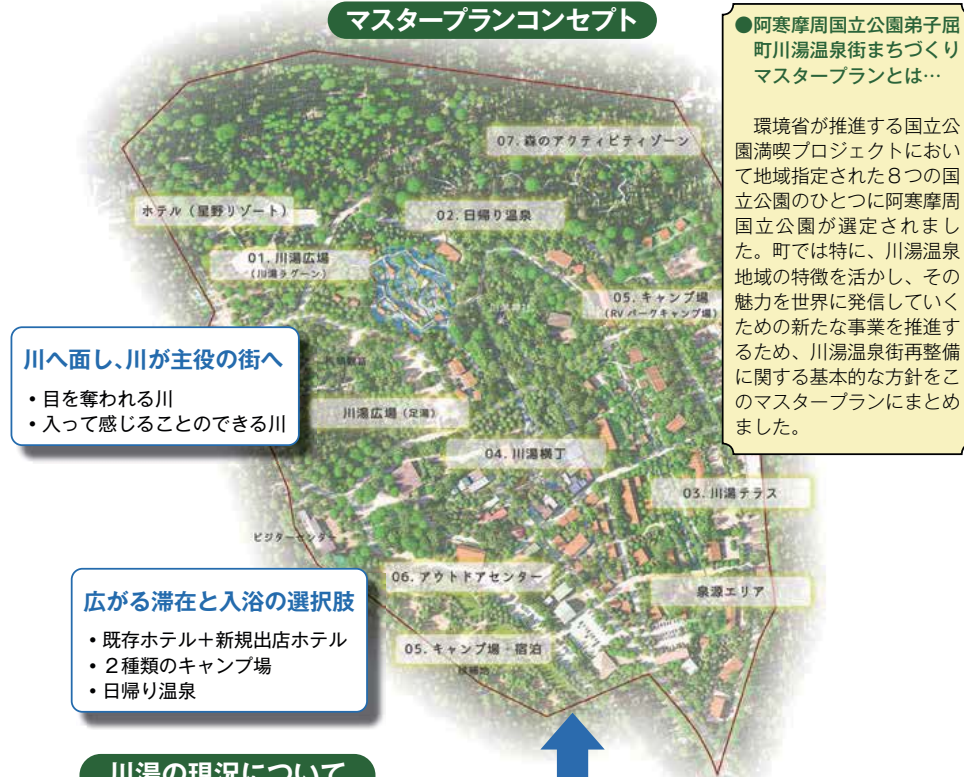 マスタープランコンセプト
●阿寒摩周国立公園弟子屈
町川湯温泉街まちづくり
マスタープランとは…
環境省が推進する国立公
園満喫プロジェクトにおい
て地域指定された８つの国
立公園のひとつに阿寒摩周
国立公園が選定されまし
た。町では特に、川湯温泉
地域の特徴を活かし、その
魅力を世界に発信していく
ための新たな事業を推進す
るため、川湯温泉街再整備
に関する基本的な方針をこ
のマスタープランにまとめ
ました。
07. 森のアクティビティゾーン
ホテル（星野リゾート）
02. 日帰り温泉
01. 川湯広場
（川湯ラグーン）
05. キャンプ場
（RVパークキャンプ場）
川へ面し、川が主役の街へ
・目を奪われる川
・入って感じることのできる川
川湯広場（足湯）
04. 川湯横丁
03. 川湯テラス
ビジターセンター
06. アウトドアセンター
泉源エリア
05. キャンプ場・宿泊
候補地
広がる滞在と入浴の選択肢
・既存ホテル＋新規出店ホテル
・２種類のキャンプ場
・日帰り温泉
川湯の現況について